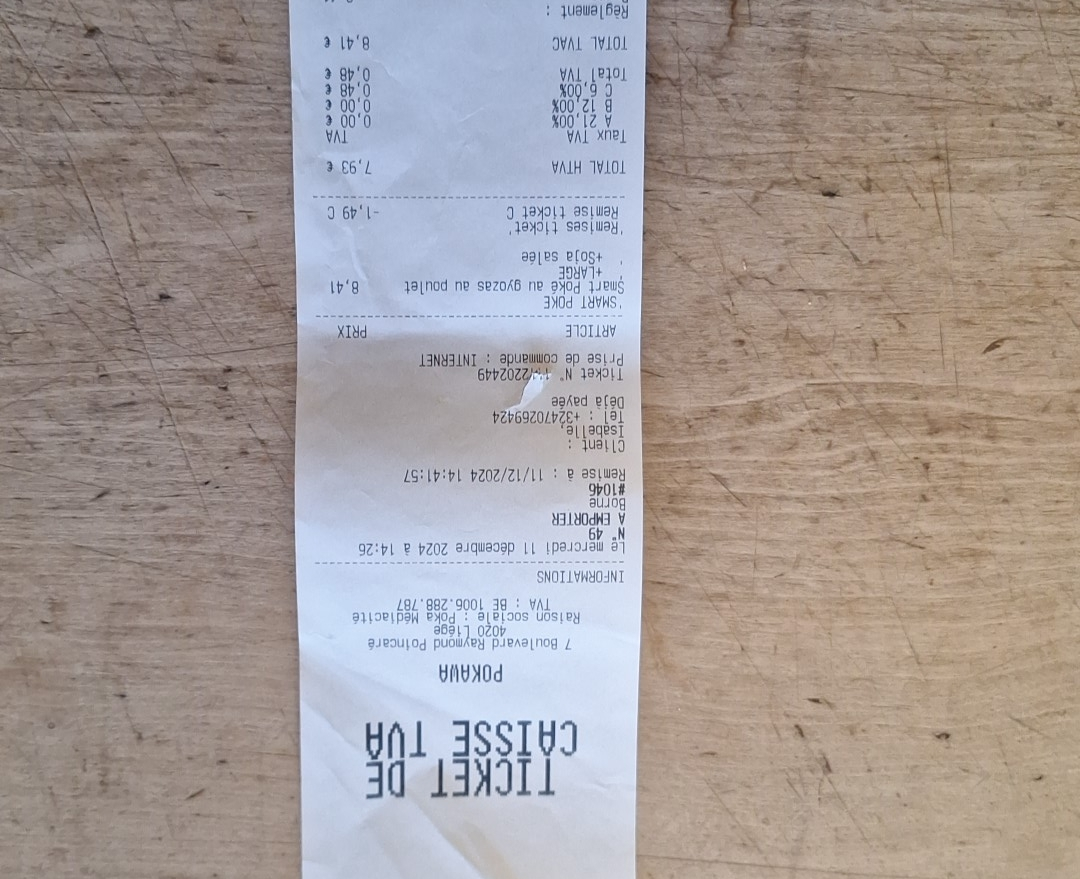 TICKET DE
CAISSE TVA
POKAWA
7 Boulevard Raymond Poincaré
4020 Liège
Raison sociale : Poka Médiacité
TVA : BE 1006.288.787
INFORMATIONS
Le mercredi 11 décembre 2024 à 14:26
N° 49
A EMPORTER
Borne
#1046
Remise à : 11/12/2024 14:41:57
Client :
Isabelle,
Tel : +32470269424
Déjà payée
Ticket N°
Prise de commande : INTERNET
ARTICLE PRIX
'SMART POKE
Smart Poké au gyozas au poulet 8,41
' +LARGE
' +Soja salée
'Remises ticket'
Remise ticket C -1,49 C
TOTAL HTVA 7,93 €
Taux TVA TVA
A 21,00% 0,00 €
B 12,00% 0,00 €
C 6,00% 0,48 €
Total TVA 0,48 €
TOTAL TVAC 8,41 €
Règlement :